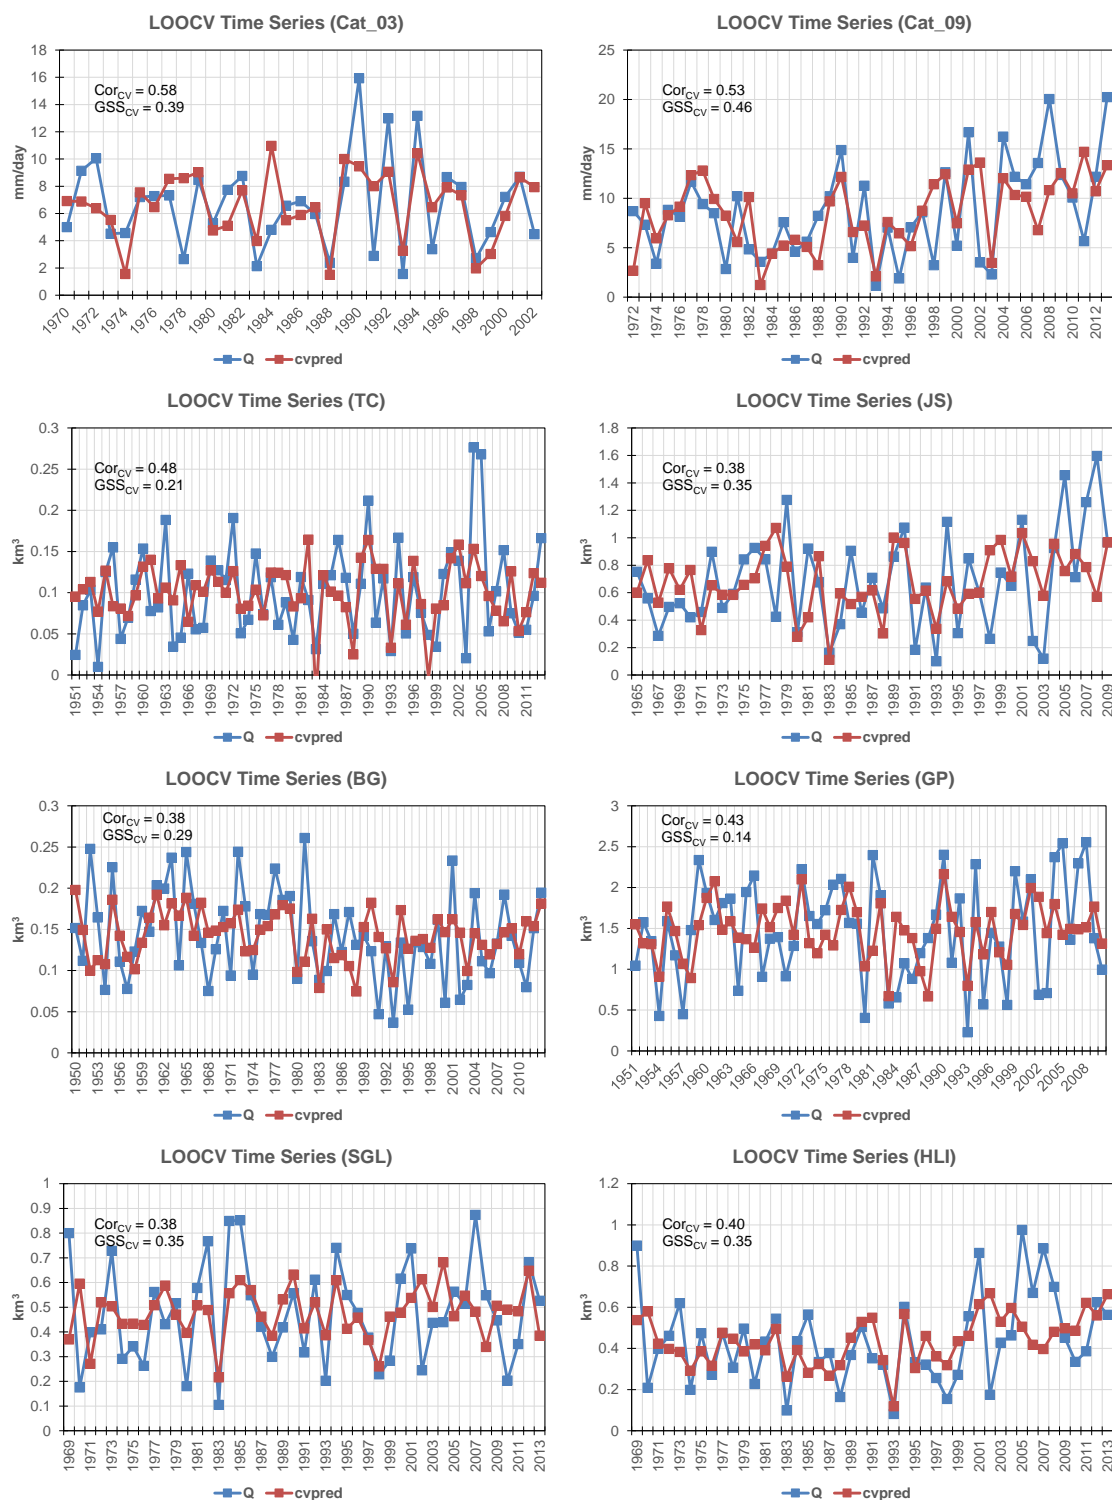 LOOCV Time Series (Cat_03)
18
16
14
12
10
8
6
4
2
0
mm/day
Cor_CV = 0.58
GSS_CV = 0.39
1970 1972 1974 1976 1978 1980 1982 1984 1986 1988 1990 1992 1994 1996 1998 2000 2002
Q cvpred
LOOCV Time Series (Cat_09)
25
20
15
10
5
0
mm/day
Cor_CV = 0.53
GSS_CV = 0.46
1972 1974 1976 1978 1980 1982 1984 1986 1988 1990 1992 1994 1996 1998 2000 2002 2004 2006 2008 2010 2012
Q cvpred
LOOCV Time Series (TC)
0.3
0.25
0.2
0.15
0.1
0.05
0
km³
Cor_CV = 0.48
GSS_CV = 0.21
1951 1954 1957 1960 1963 1966 1969 1972 1975 1978 1981 1984 1987 1990 1993 1996 1999 2002 2005 2008 2011
Q cvpred
LOOCV Time Series (JS)
1.8
1.6
1.4
1.2
1
0.8
0.6
0.4
0.2
0
km³
Cor_CV = 0.38
GSS_CV = 0.35
1965 1967 1969 1971 1973 1975 1977 1979 1981 1983 1985 1987 1989 1991 1993 1995 1997 1999 2001 2003 2005 2007 2009
Q cvpred
LOOCV Time Series (BG)
0.3
0.25
0.2
0.15
0.1
0.05
0
km³
Cor_CV = 0.38
GSS_CV = 0.29
1950 1953 1956 1959 1962 1965 1968 1971 1974 1977 1980 1983 1986 1989 1992 1995 1998 2001 2004 2007 2010
Q cvpred
LOOCV Time Series (GP)
3
2.5
2
1.5
1
0.5
0
km³
Cor_CV = 0.43
GSS_CV = 0.14
1951 1954 1957 1960 1963 1966 1969 1972 1975 1978 1981 1984 1987 1990 1993 1996 1999 2002 2005 2008
Q cvpred
LOOCV Time Series (SGL)
1
0.9
0.8
0.7
0.6
0.5
0.4
0.3
0.2
0.1
0
km³
Cor_CV = 0.38
GSS_CV = 0.35
1969 1971 1973 1975 1977 1979 1981 1983 1985 1987 1989 1991 1993 1995 1997 1999 2001 2003 2005 2007 2009 2011 2013
Q cvpred
LOOCV Time Series (HLI)
1.2
1
0.8
0.6
0.4
0.2
0
km³
Cor_CV = 0.40
GSS_CV = 0.35
1969 1971 1973 1975 1977 1979 1981 1983 1985 1987 1989 1991 1993 1995 1997 1999 2001 2003 2005 2007 2009 2011 2013
Q cvpred